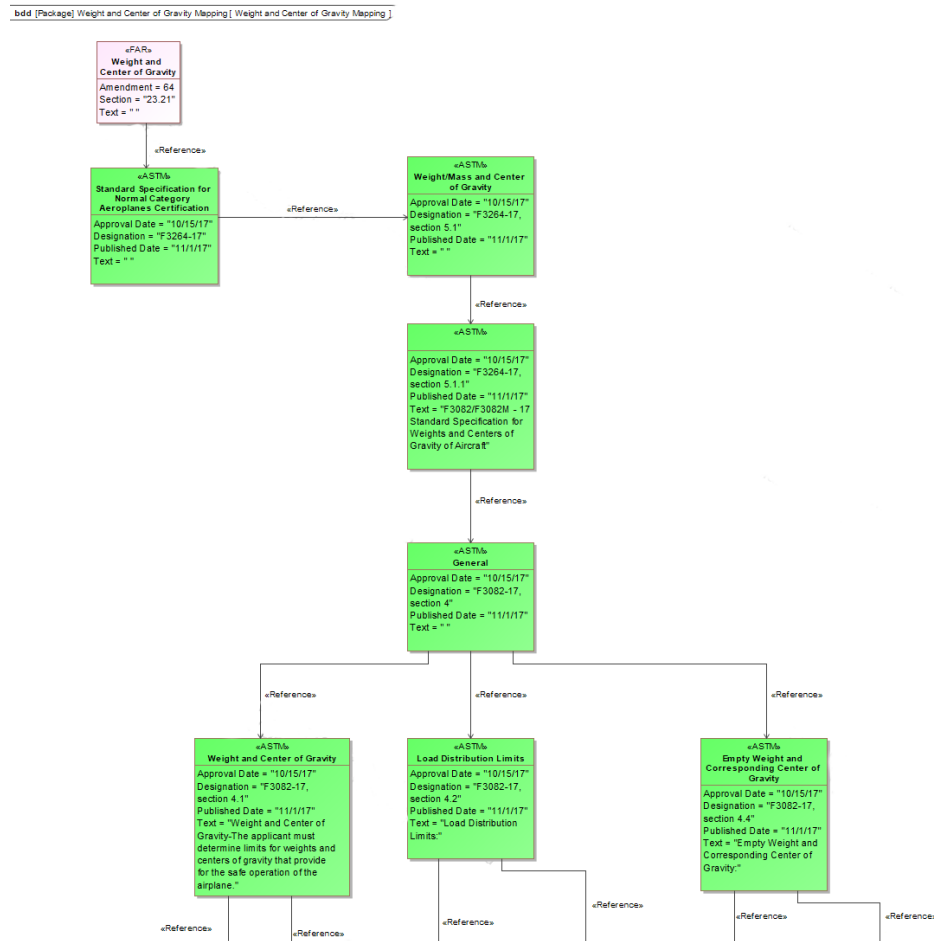 bdd [Package] Weight and Center of Gravity Mapping [ Weight and Center of Gravity Mapping ]
«FAR»
Weight and
Center of Gravity
Amendment = 64
Section = "23.21"
Text = " "
«Reference»
«ASTM»
Standard Specification for
Normal Category
Aeroplanes Certification
Approval Date = "10/15/17"
Designation = "F3264-17"
Published Date = "11/1/17"
Text = " "
«Reference»
«ASTM»
Weight/Mass and Center
of Gravity
Approval Date = "10/15/17"
Designation = "F3264-17,
section 5.1"
Published Date = "11/1/17"
Text = " "
«Reference»
«ASTM»
Approval Date = "10/15/17"
Designation = "F3264-17,
section 5.1.1"
Published Date = "11/1/17"
Text = "F3082/F3082M - 17
Standard Specification for
Weights and Centers of
Gravity of Aircraft"
«Reference»
«ASTM»
General
Approval Date = "10/15/17"
Designation = "F3082-17,
section 4"
Published Date = "11/1/17"
Text = " "
«Reference»
«Reference»
«Reference»
«ASTM»
Weight and Center of Gravity
Approval Date = "10/15/17"
Designation = "F3082-17,
section 4.1"
Published Date = "11/1/17"
Text = "Weight and Center of
Gravity-The applicant must
determine limits for weights and
centers of gravity that provide
for the safe operation of the
airplane."
«ASTM»
Load Distribution Limits
Approval Date = "10/15/17"
Designation = "F3082-17,
section 4.2"
Published Date = "11/1/17"
Text = "Load Distribution
Limits:"
«ASTM»
Empty Weight and
Corresponding Center of
Gravity
Approval Date = "10/15/17"
Designation = "F3082-17,
section 4.4"
Published Date = "11/1/17"
Text = "Empty Weight and
Corresponding Center of
Gravity:"
«Reference»
«Reference»
«Reference»
«Reference»
«Reference»
«Reference»